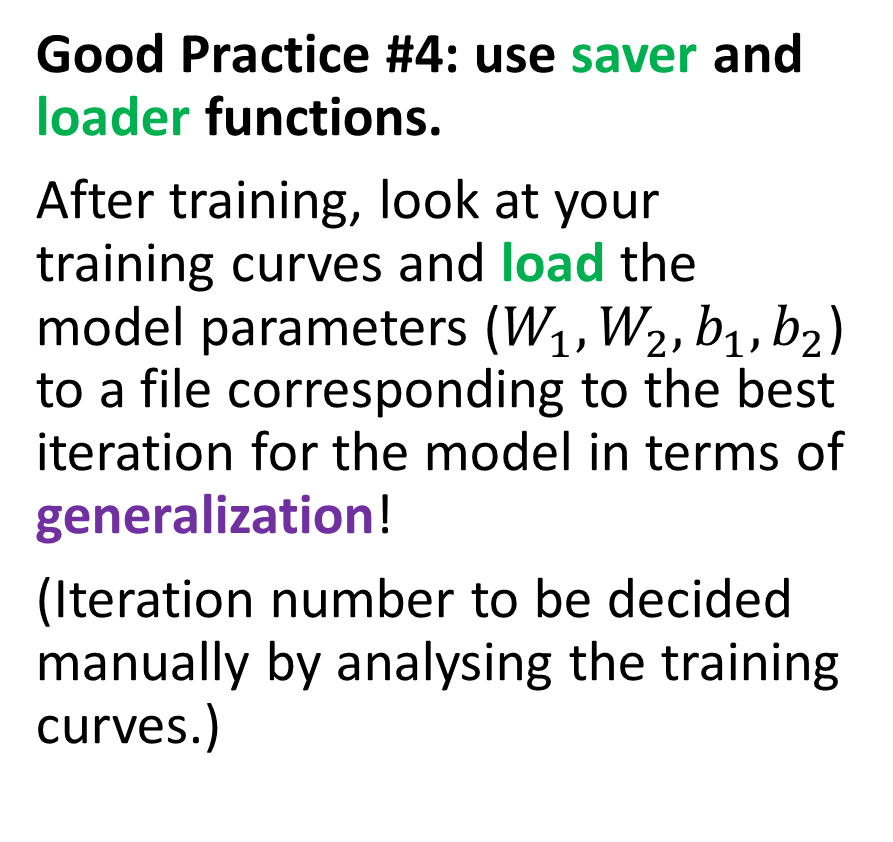 Good Practice #4: use saver and
loader functions.
After training, look at your
training curves and load the
model parameters (W₁, W₂, b₁, b₂)
to a file corresponding to the best
iteration for the model in terms of
generalization!
(Iteration number to be decided
manually by analysing the training
curves.)